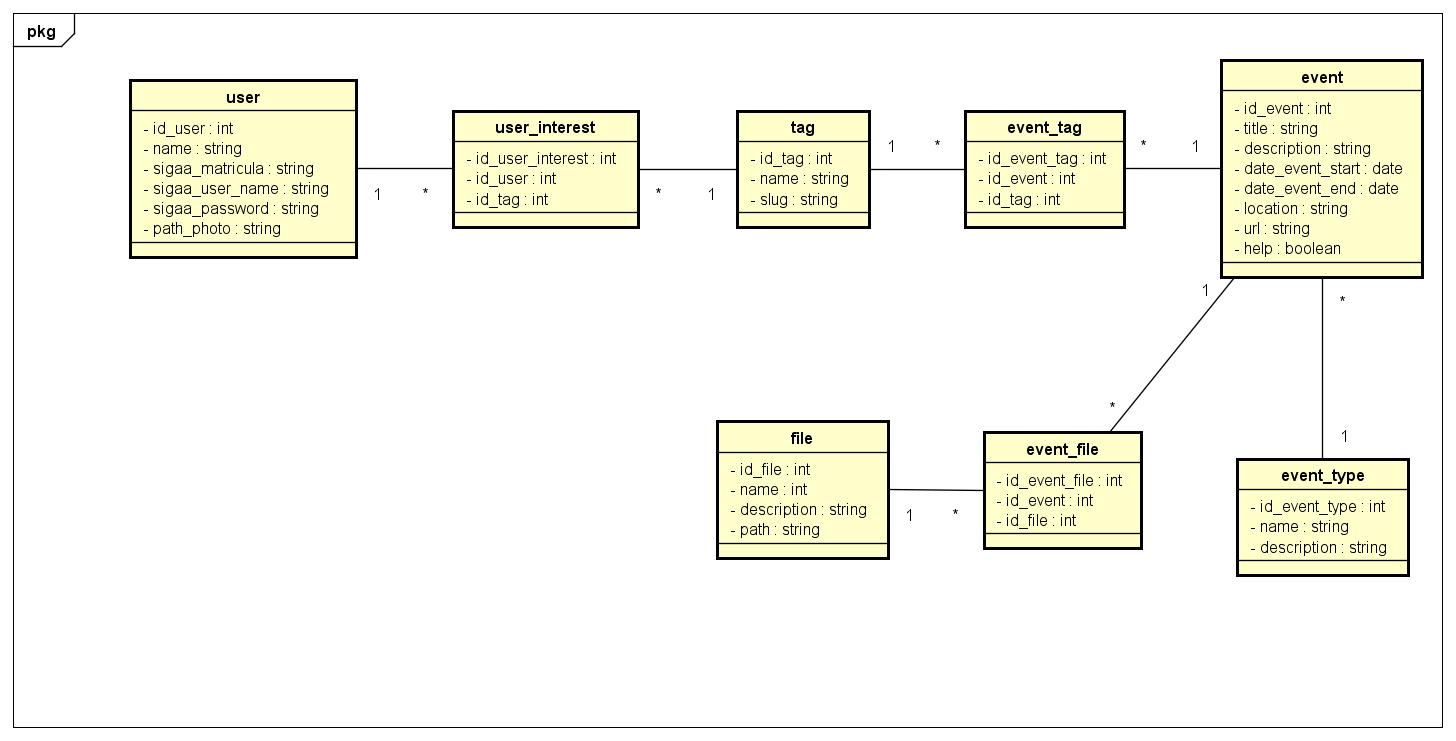 pkg
user
- id_user : int
- name : string
- sigaa_matricula : string
- sigaa_user_name : string
- sigaa_password : string
- path_photo : string
1
*
user_interest
- id_user_interest : int
- id_user : int
- id_tag : int
*
1
tag
- id_tag : int
- name : string
- slug : string
1
*
event_tag
- id_event_tag : int
- id_event : int
- id_tag : int
*
1
event
- id_event : int
- title : string
- description : string
- date_event_start : date
- date_event_end : date
- location : string
- url : string
- help : boolean
1
*
*
1
file
- id_file : int
- name : int
- description : string
- path : string
1
*
event_file
- id_event_file : int
- id_event : int
- id_file : int
event_type
- id_event_type : int
- name : string
- description : string